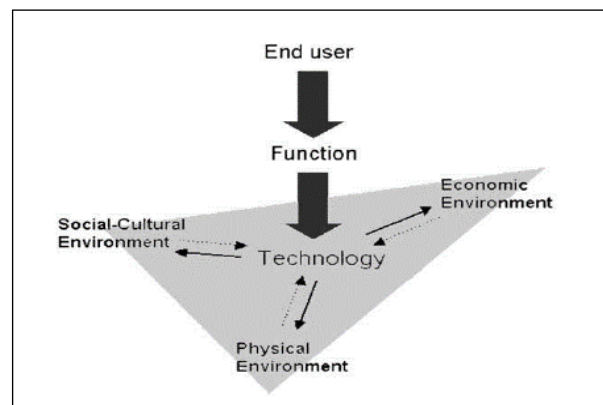 End user
Function
Economic
Environment
Social-Cultural
Environment
Technology
Physical
Environment